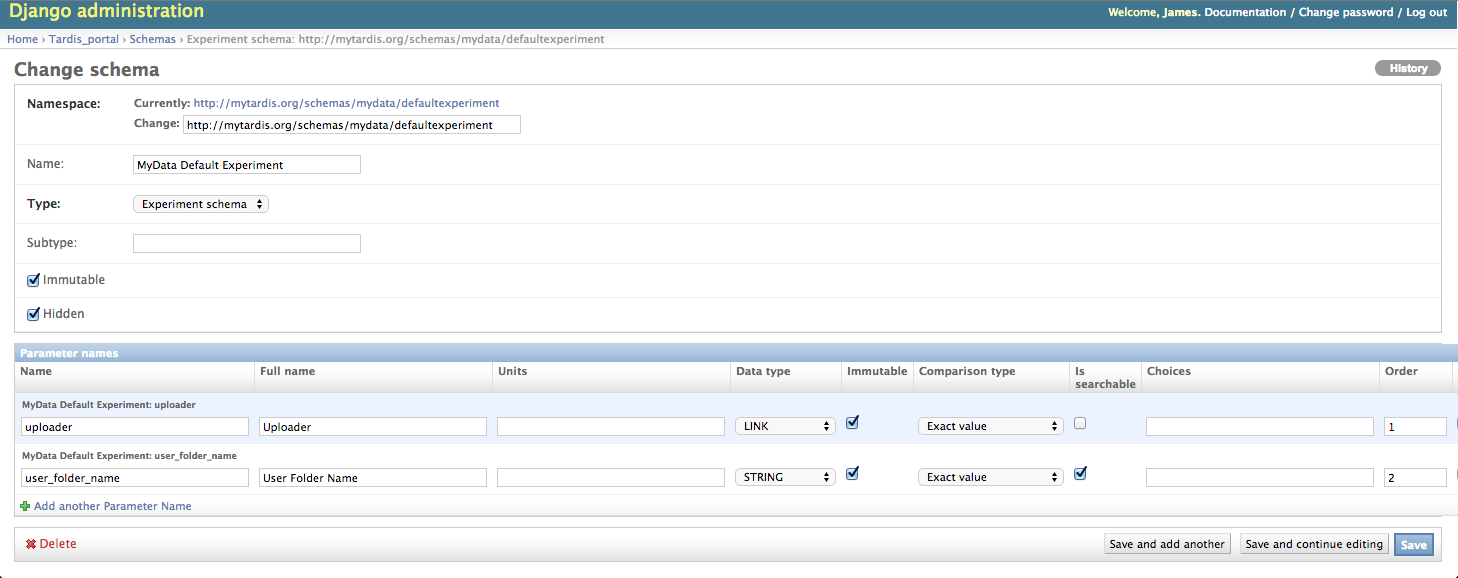 Django administration
Welcome, James. Documentation / Change password / Log out
Home › Tardis_portal › Schemas › Experiment schema: http://mytardis.org/schemas/mydata/defaultexperiment
Change schema
History
Namespace: Currently: http://mytardis.org/schemas/mydata/defaultexperiment
Change: http://mytardis.org/schemas/mydata/defaultexperiment
Name: MyData Default Experiment
Type: Experiment schema
Subtype:
Immutable
Hidden
Parameter names
Name Full name Units Data type Immutable Comparison type Is searchable Choices Order
MyData Default Experiment: uploader
uploader Uploader LINK Exact value 1
MyData Default Experiment: user_folder_name
user_folder_name User Folder Name STRING Exact value 2
Add another Parameter Name
Delete Save and add another Save and continue editing Save